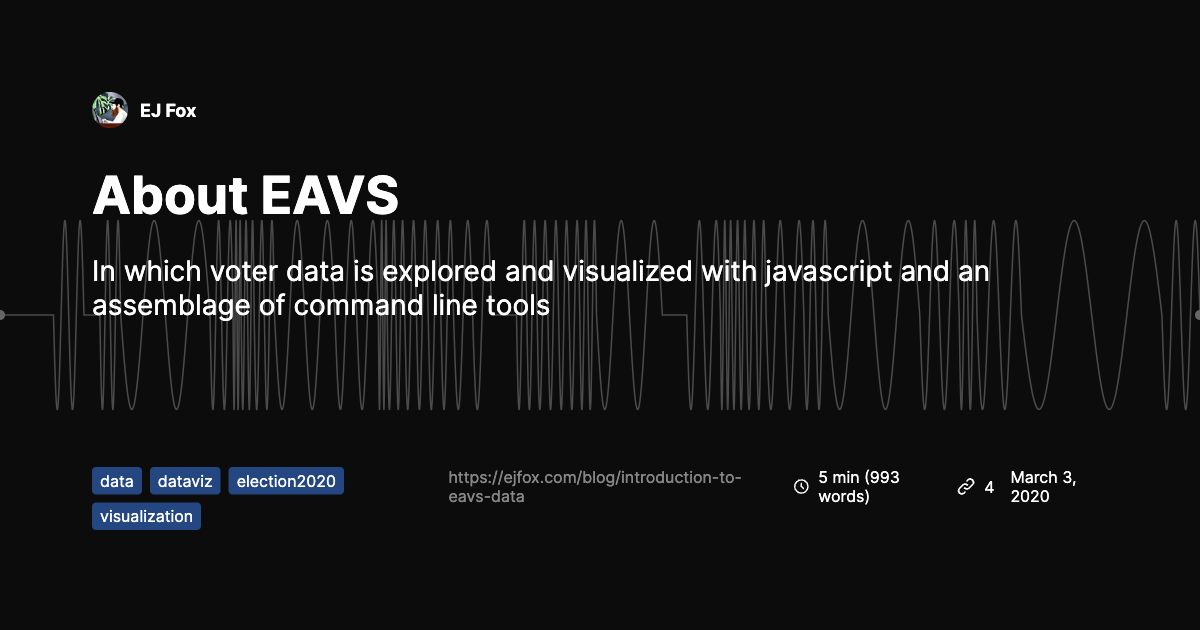 EJ Fox
About EAVS
In which voter data is explored and visualized with javascript and an
assemblage of command line tools
data dataviz election2020
visualization
https://ejfox.com/blog/introduction-to-
eavs-data
5 min (993
words)
4
March 3,
2020